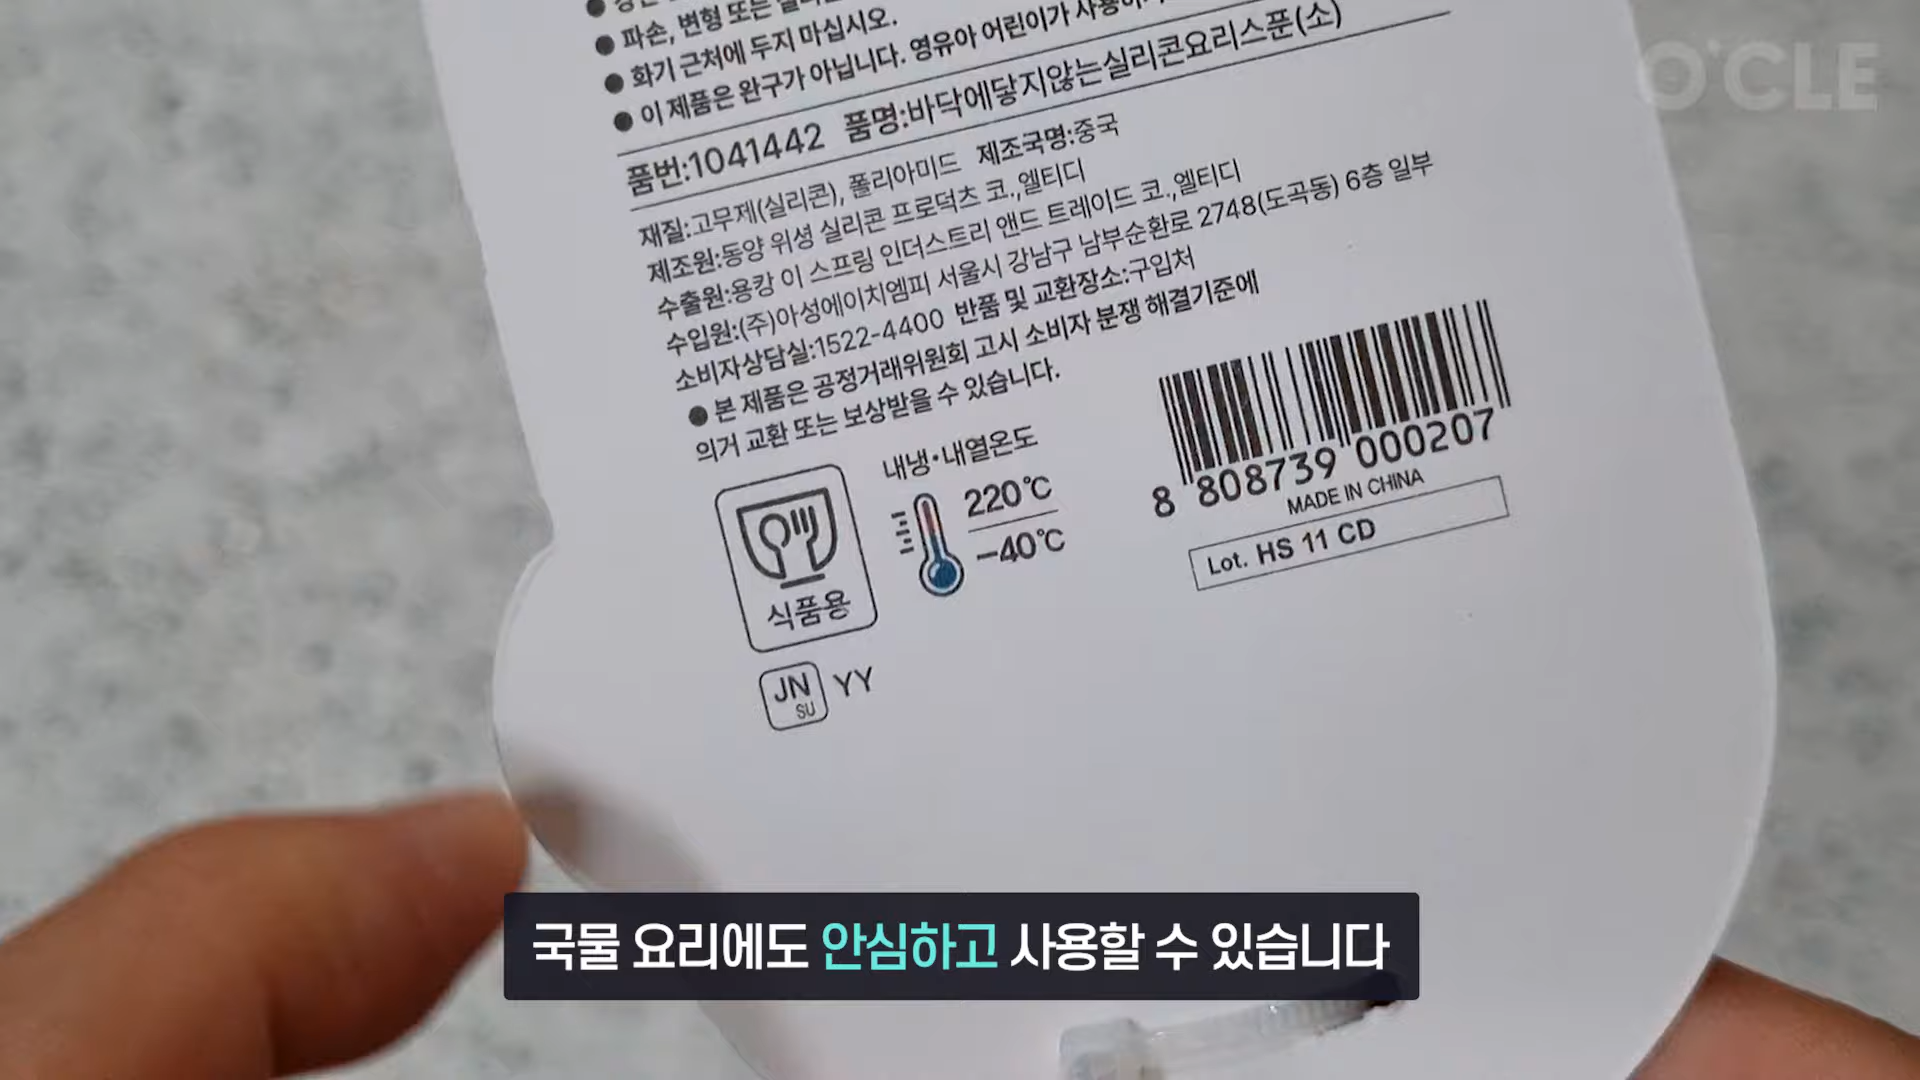 파손, 변형 또는
● 화기 근처에 두지 마십시오.
● 이 제품은 완구가 아닙니다. 영유아 어린이가
품번:1041442 품명:바닥에닿지않는실리콘요리스푼(소)
재질:고무제(실리콘), 폴리아미드 제조국명:중국
제조원:동양 위셩 실리콘 프로덕츠 코.,엘티디
수출원:용캉 이 스프링 인더스트리 앤드 트레이드 코.,엘티디
수입원:(주)아성에이치엠피 서울시 강남구 남부순환로 2748(도곡동) 6층 일부
소비자상담실:1522-4400 반품 및 교환장소:구입처
● 본 제품은 공정거래위원회 고시 소비자 분쟁 해결기준에
의거 교환 또는 보상받을 수 있습니다.
내냉•내열온도
220℃
-40℃
식품용
JN
SU
YY
8 808739 000207
MADE IN CHINA
Lot. HS 11 CD
O'CLE
국물 요리에도 안심하고 사용할 수 있습니다